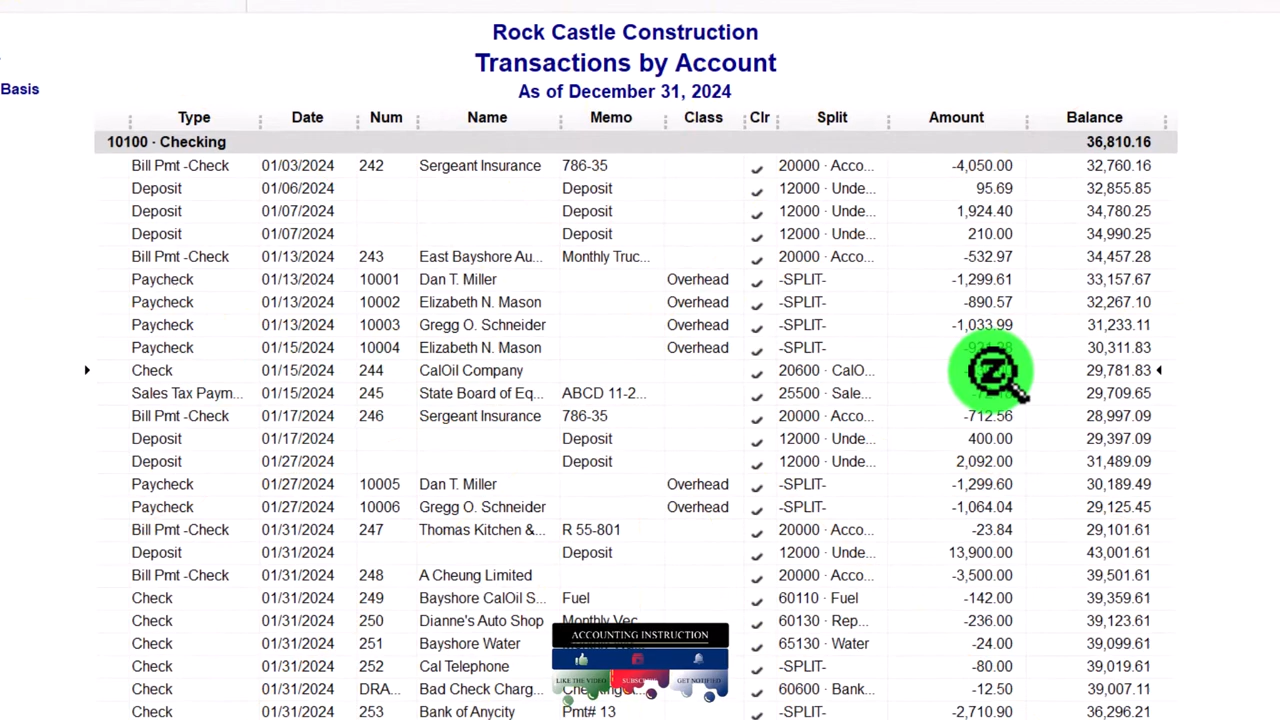 Rock Castle Construction
Transactions by Account
Basis
As of December 31, 2024
Type Date Num Name Memo Class Clr Split Amount Balance
10100 · Checking 36,810.16
Bill Pmt -Check 01/03/2024 242 Sergeant Insurance 786-35 20000 · Acco... -4,050.00 32,760.16
Deposit 01/06/2024 Deposit 12000 · Unde... 95.69 32,855.85
Deposit 01/07/2024 Deposit 12000 · Unde... 1,924.40 34,780.25
Deposit 01/07/2024 Deposit 12000 · Unde... 210.00 34,990.25
Bill Pmt -Check 01/13/2024 243 East Bayshore Au... Monthly Truc... 20000 · Acco... -532.97 34,457.28
Paycheck 01/13/2024 10001 Dan T. Miller Overhead -SPLIT- -1,299.61 33,157.67
Paycheck 01/13/2024 10002 Elizabeth N. Mason Overhead -SPLIT- -890.57 32,267.10
Paycheck 01/13/2024 10003 Gregg O. Schneider Overhead -SPLIT- -1,033.99 31,233.11
Paycheck 01/15/2024 10004 Elizabeth N. Mason Overhead -SPLIT- 30,311.83
Check 01/15/2024 244 CalOil Company 20600 · CalO... 29,781.83
Sales Tax Paym... 01/15/2024 245 State Board of Eq... ABCD 11-2... 25500 · Sale... 29,709.65
Bill Pmt -Check 01/17/2024 246 Sergeant Insurance 786-35 20000 · Acco... -712.56 28,997.09
Deposit 01/17/2024 Deposit 12000 · Unde... 400.00 29,397.09
Deposit 01/27/2024 Deposit 12000 · Unde... 2,092.00 31,489.09
Paycheck 01/27/2024 10005 Dan T. Miller Overhead -SPLIT- -1,299.60 30,189.49
Paycheck 01/27/2024 10006 Gregg O. Schneider Overhead -SPLIT- -1,064.04 29,125.45
Bill Pmt -Check 01/31/2024 247 Thomas Kitchen &... R 55-801 20000 · Acco... -23.84 29,101.61
Deposit 01/31/2024 Deposit 12000 · Unde... 13,900.00 43,001.61
Bill Pmt -Check 01/31/2024 248 A Cheung Limited 20000 · Acco... -3,500.00 39,501.61
Check 01/31/2024 249 Bayshore CalOil S... Fuel 60110 · Fuel -142.00 39,359.61
Check 01/31/2024 250 Dianne's Auto Shop Monthly Vec 60130 · Rep... -236.00 39,123.61
Check 01/31/2024 251 Bayshore Water 65130 · Water -24.00 39,099.61
Check 01/31/2024 252 Cal Telephone -SPLIT- -80.00 39,019.61
Check 01/31/2024 DRA... Bad Check Charg... 60600 · Bank... -12.50 39,007.11
Check 01/31/2024 253 Bank of Anycity Pmt# 13 -SPLIT- -2,710.90 36,296.21
ACCOUNTING INSTRUCTION
LIKE THE VIDEO GET NOTIFIED